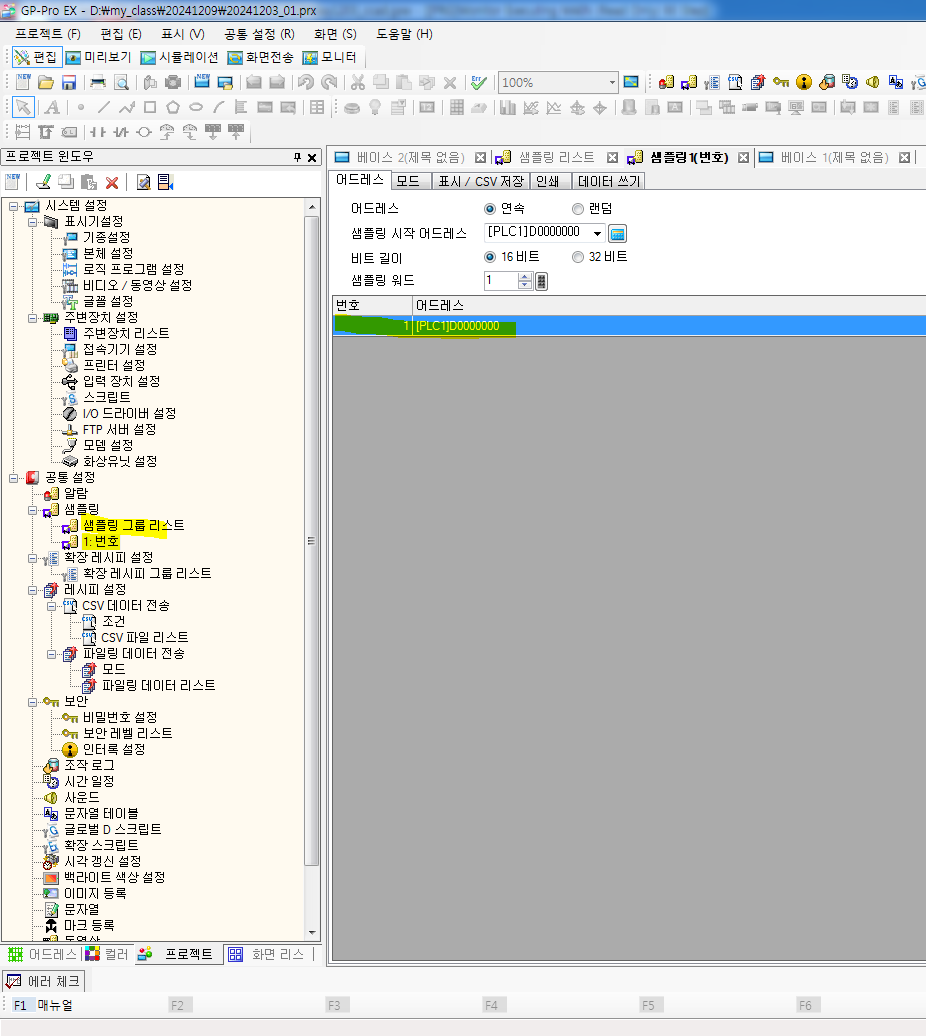 GP-Pro EX - D:₩my_class₩20241209₩20241203_01.prx
프로젝트 (F) 편집 (E) 표시 (V) 공통 설정 (R) 화면 (S) 도움말 (H)
편집 미리보기 시뮬레이션 화면전송 모니터
100%
프로젝트 윈도우
베이스 2(제목 없음) 샘플링 리스트 샘플링1(번호) 베이스 1(제목 없음)
어드레스 모드 표시 / CSV 저장 인쇄 데이터 쓰기
어드레스 연속 랜덤
샘플링 시작 어드레스 [PLC1]D0000000
비트 길이 16 비트 32 비트
샘플링 워드 1
번호 어드레스
1 [PLC1]D0000000
시스템 설정
표시기설정
기종설정
본체 설정
로직 프로그램 설정
비디오 / 동영상 설정
글꼴 설정
주변장치 설정
주변장치 리스트
접속기기 설정
프린터 설정
입력 장치 설정
스크립트
I/O 드라이버 설정
FTP 서버 설정
모뎀 설정
화상유닛 설정
공통 설정
알람
샘플링
샘플링 그룹 리스트
1: 번호
확장 레시피 설정
확장 레시피 그룹 리스트
레시피 설정
CSV 데이터 전송
조건
CSV 파일 리스트
파일링 데이터 전송
모드
파일링 데이터 리스트
보안
비밀번호 설정
보안 레벨 리스트
인터록 설정
조작 로그
시간 일정
사운드
문자열 테이블
글로벌 D 스크립트
확장 스크립트
시각 갱신 설정
백라이트 색상 설정
이미지 등록
문자열
마크 등록
동영상
어드레스 컬러 프로젝트 화면 리스
에러 체크
F1 매뉴얼 F2 F3 F4 F5 F6